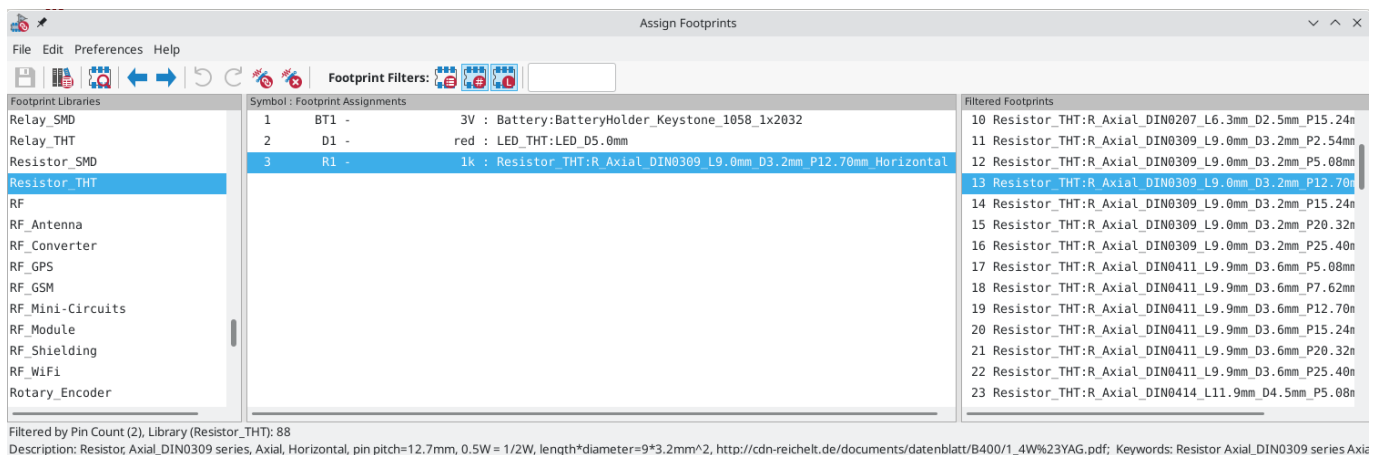 Assign Footprints
File Edit Preferences Help
Footprint Filters:
Footprint Libraries
Relay_SMD
Relay_THT
Resistor_SMD
Resistor_THT
RF
RF_Antenna
RF_Converter
RF_GPS
RF_GSM
RF_Mini-Circuits
RF_Module
RF_Shielding
RF_WiFi
Rotary_Encoder
Symbol : Footprint Assignments
1 BT1 - 3V : Battery:BatteryHolder_Keystone_1058_1x2032
2 D1 - red : LED_THT:LED_D5.0mm
3 R1 - 1k : Resistor_THT:R_Axial_DIN0309_L9.0mm_D3.2mm_P12.70mm_Horizontal
Filtered Footprints
10 Resistor_THT:R_Axial_DIN0207_L6.3mm_D2.5mm_P15.24m
11 Resistor_THT:R_Axial_DIN0309_L9.0mm_D3.2mm_P2.54mm
12 Resistor_THT:R_Axial_DIN0309_L9.0mm_D3.2mm_P5.08mm
13 Resistor_THT:R_Axial_DIN0309_L9.0mm_D3.2mm_P12.70m
14 Resistor_THT:R_Axial_DIN0309_L9.0mm_D3.2mm_P15.24m
15 Resistor_THT:R_Axial_DIN0309_L9.0mm_D3.2mm_P20.32m
16 Resistor_THT:R_Axial_DIN0309_L9.0mm_D3.2mm_P25.40m
17 Resistor_THT:R_Axial_DIN0411_L9.9mm_D3.6mm_P5.08mm
18 Resistor_THT:R_Axial_DIN0411_L9.9mm_D3.6mm_P7.62mm
19 Resistor_THT:R_Axial_DIN0411_L9.9mm_D3.6mm_P12.70m
20 Resistor_THT:R_Axial_DIN0411_L9.9mm_D3.6mm_P15.24m
21 Resistor_THT:R_Axial_DIN0411_L9.9mm_D3.6mm_P20.32m
22 Resistor_THT:R_Axial_DIN0411_L9.9mm_D3.6mm_P25.40m
23 Resistor_THT:R_Axial_DIN0414_L11.9mm_D4.5mm_P5.08m
Filtered by Pin Count (2), Library (Resistor_THT): 88
Description: Resistor, Axial_DIN0309 series, Axial, Horizontal, pin pitch=12.7mm, 0.5W = 1/2W, length*diameter=9*3.2mm^2, http://cdn-reichelt.de/documents/datenblatt/B400/1_4W%23YAG.pdf; Keywords: Resistor Axial_DIN0309 series Axia